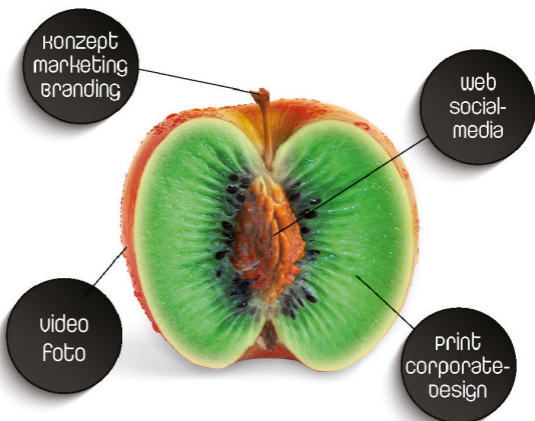 Konzept
Marketing
Branding
Web
Social-
Media
Video
Foto
Print
Corporate-
Design